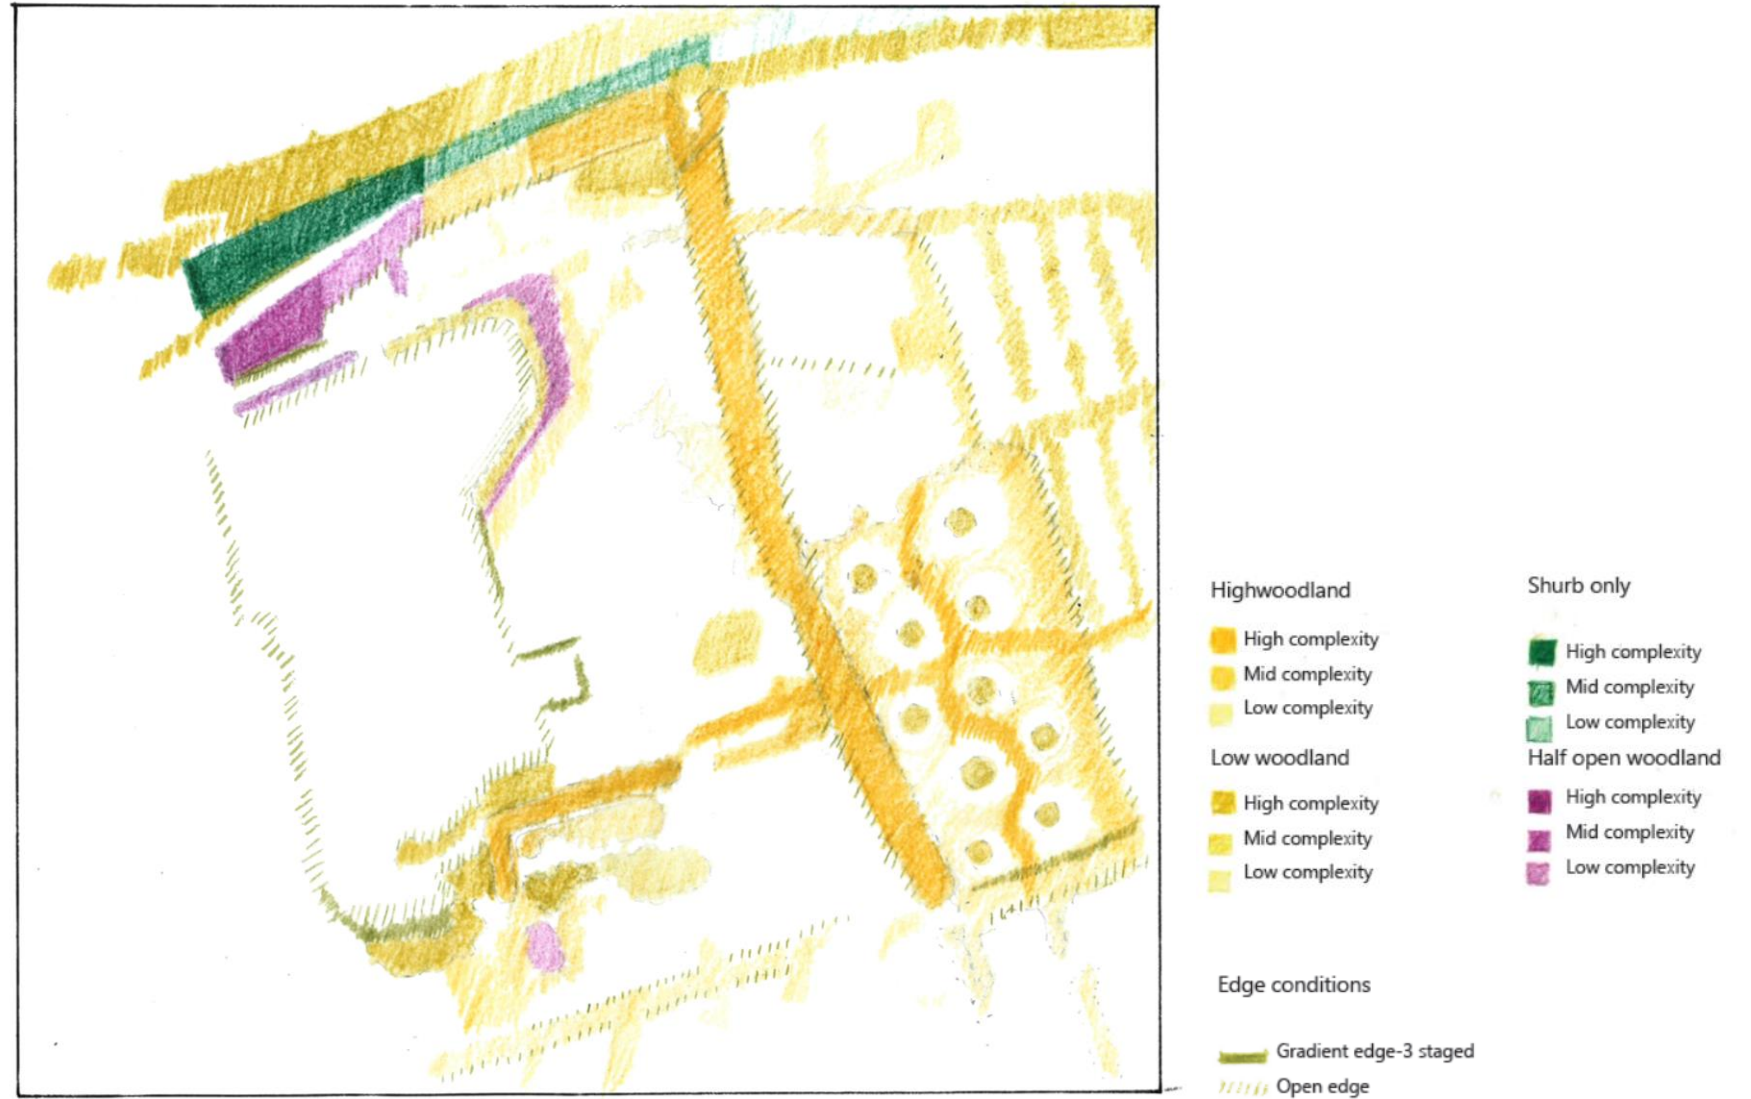 Highwoodland
High complexity
Mid complexity
Low complexity
Low woodland
High complexity
Mid complexity
Low complexity
Shurb only
High complexity
Mid complexity
Low complexity
Half open woodland
High complexity
Mid complexity
Low complexity
Edge conditions
Gradient edge-3 staged
Open edge